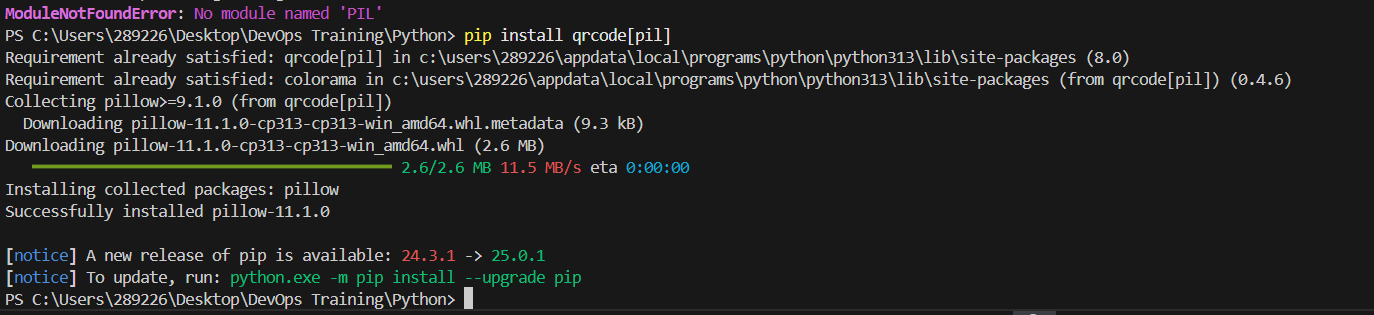 ModuleNotFoundError: No module named 'PIL'
PS C:\Users\289226\Desktop\DevOps Training\Python> pip install qrcode[pil]
Requirement already satisfied: qrcode[pil] in c:\users\289226\appdata\local\programs\python\python313\lib\site-packages (8.0)
Requirement already satisfied: colorama in c:\users\289226\appdata\local\programs\python\python313\lib\site-packages (from qrcode[pil]) (0.4.6)
Collecting pillow>=9.1.0 (from qrcode[pil])
  Downloading pillow-11.1.0-cp313-cp313-win_amd64.whl.metadata (9.3 kB)
Downloading pillow-11.1.0-cp313-cp313-win_amd64.whl (2.6 MB)
2.6/2.6 MB 11.5 MB/s eta 0:00:00
Installing collected packages: pillow
Successfully installed pillow-11.1.0
[notice] A new release of pip is available: 24.3.1 -> 25.0.1
[notice] To update, run: python.exe -m pip install --upgrade pip
PS C:\Users\289226\Desktop\DevOps Training\Python>